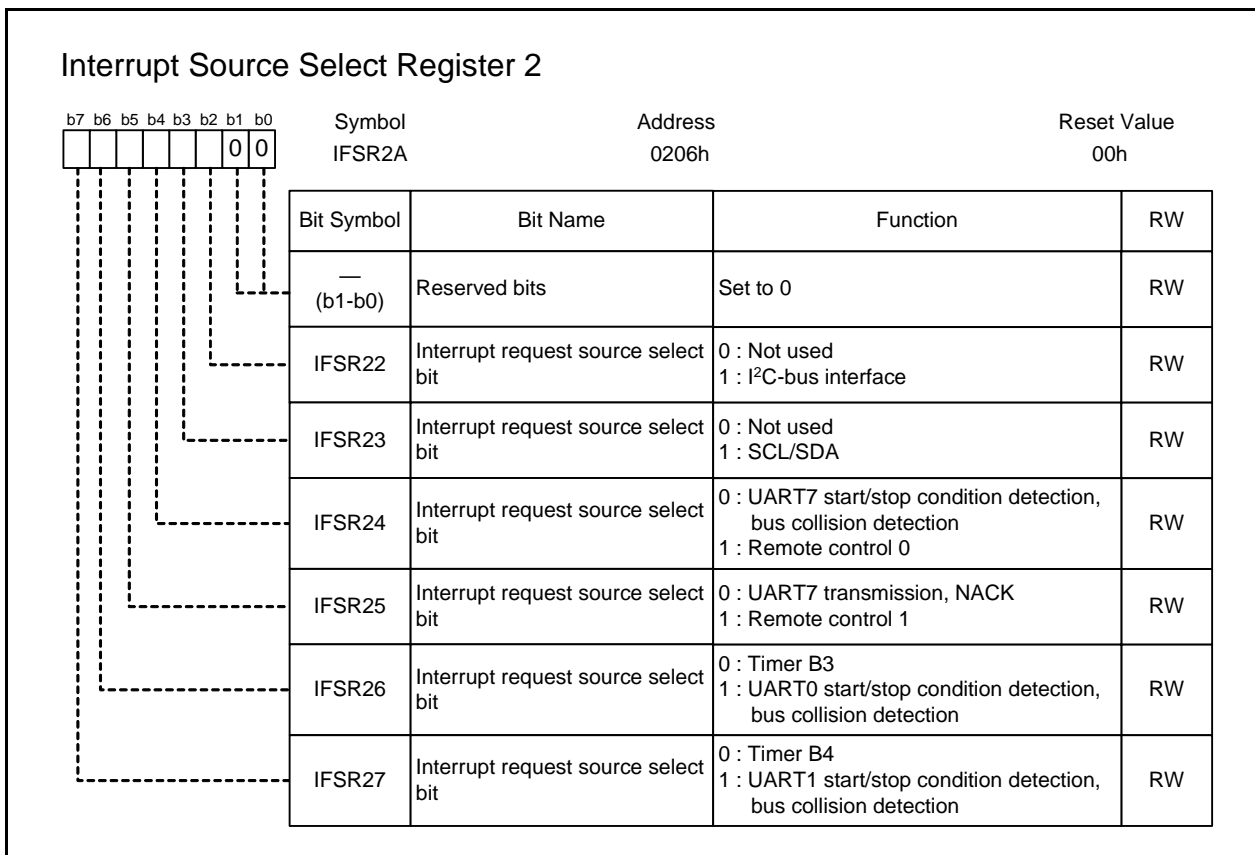 Interrupt Source Select Register 2
b7 b6 b5 b4 b3 b2 b1 b0
0 0
Symbol Address Reset Value
IFSR2A 0206h 00h
Bit Symbol Bit Name Function RW
—
(b1-b0) Reserved bits Set to 0 RW
IFSR22 Interrupt request source select bit 0 : Not used
1 : I²C-bus interface RW
IFSR23 Interrupt request source select bit 0 : Not used
1 : SCL/SDA RW
IFSR24 Interrupt request source select bit 0 : UART7 start/stop condition detection,
bus collision detection
1 : Remote control 0 RW
IFSR25 Interrupt request source select bit 0 : UART7 transmission, NACK
1 : Remote control 1 RW
IFSR26 Interrupt request source select bit 0 : Timer B3
1 : UART0 start/stop condition detection,
bus collision detection RW
IFSR27 Interrupt request source select bit 0 : Timer B4
1 : UART1 start/stop condition detection,
bus collision detection RW